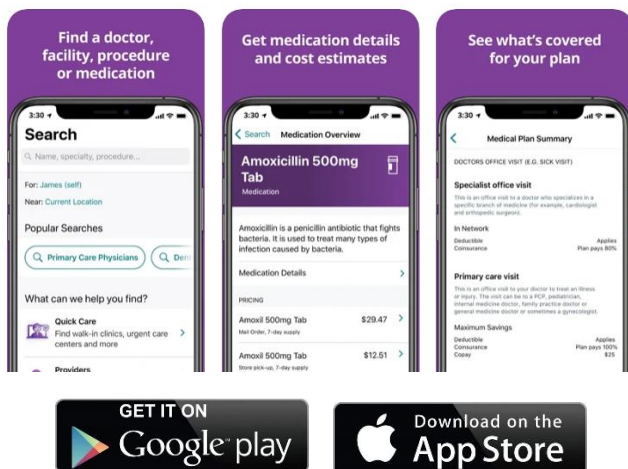 Find a doctor,
facility, procedure
or medication
3:30
Search
Name, specialty, procedure...
For: James (self)
Near: Current Location
Popular Searches
Primary Care Physicians
What can we help you find?
Quick Care
Find walk-in clinics, urgent care
centers and more
Providers
Get medication details
and cost estimates
3:30
Search Medication Overview
Amoxicillin 500mg
Tab
Medication
Amoxicillin is a penicillin antibiotic that fights
bacteria. It is used to treat many types of
infection caused by bacteria.
Medication Details
PRICING
Amoxil 500mg Tab $29.47
Mail Order, 7-day supply
Amoxil 500mg Tab $12.51
Store pick-up, 7-day supply
See what's covered
for your plan
3:30
Medical Plan Summary
DOCTORS OFFICE VISIT (E.G. SICK VISIT)
Specialist office visit
This is an office visit to a doctor who specializes in a
specific branch of medicine (for example, cardiologist
and orthopedic surgeon).
In Network
Deductible Applies
Coinsurance Plan pays 80%
Primary care visit
This is an office visit to your doctor to treat an illness
or injury. The visit can be to a PCP, pediatrician,
internal medicine doctor, family practice doctor or
general medicine doctor or sometimes a gynecologist.
Maximum Savings
Deductible Applies
Coinsurance Plan pays 100%
Copay $25
GET IT ON
Google play
Download on the
App Store